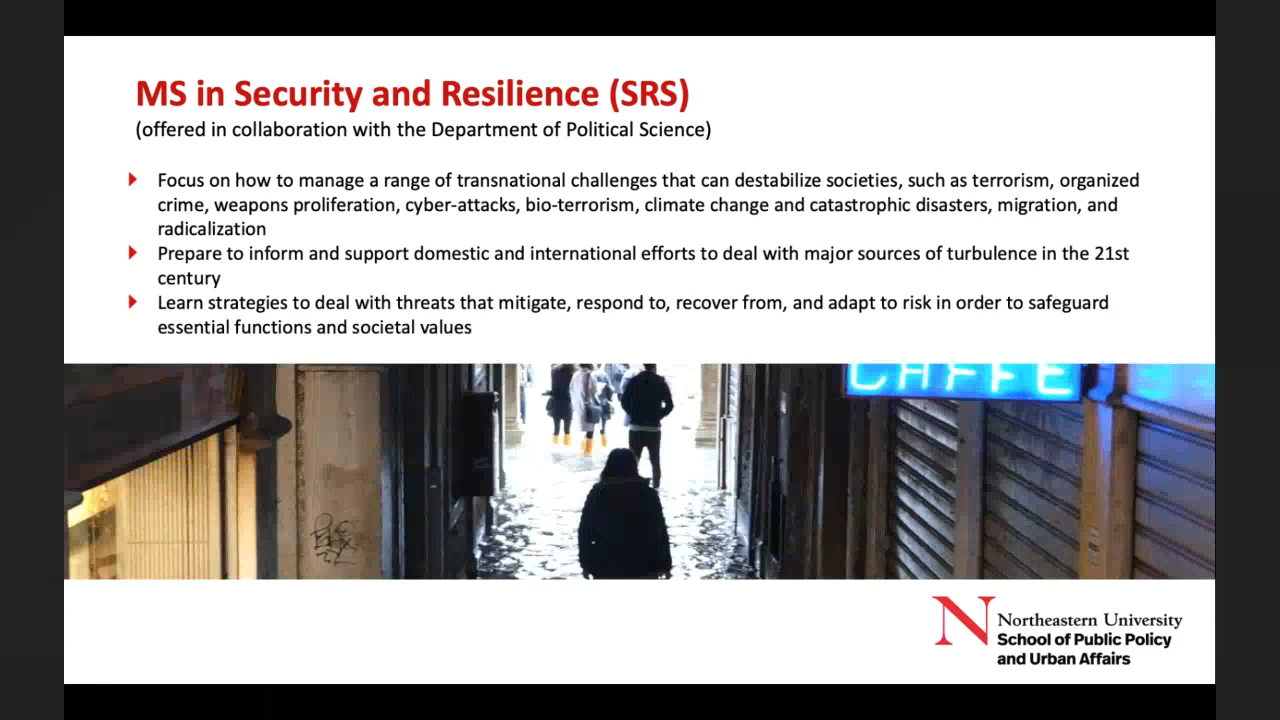 MS in Security and Resilience (SRS)
(offered in collaboration with the Department of Political Science)
Focus on how to manage a range of transnational challenges that can destabilize societies, such as terrorism, organized
crime, weapons proliferation, cyber-attacks, bio-terrorism, climate change and catastrophic disasters, migration, and
radicalization
Prepare to inform and support domestic and international efforts to deal with major sources of turbulence in the 21st
century
Learn strategies to deal with threats that mitigate, respond to, recover from, and adapt to risk in order to safeguard
essential functions and societal values
CAFFE
N Northeastern University
School of Public Policy
and Urban Affairs